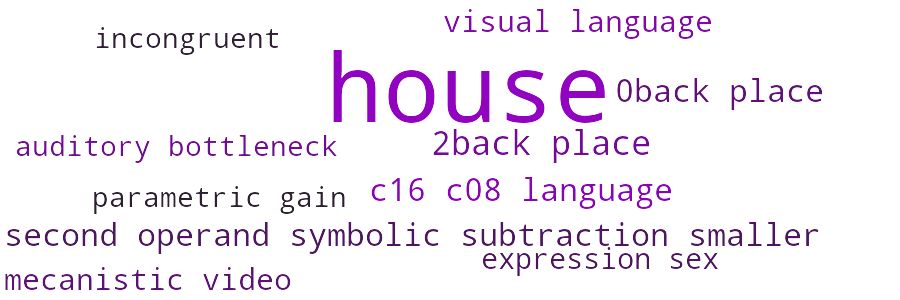 visual language
incongruent
house
0back place
auditory bottleneck
2back place
parametric gain
c16 c08 language
second operand symbolic subtraction smaller
expression sex
mecanistic video